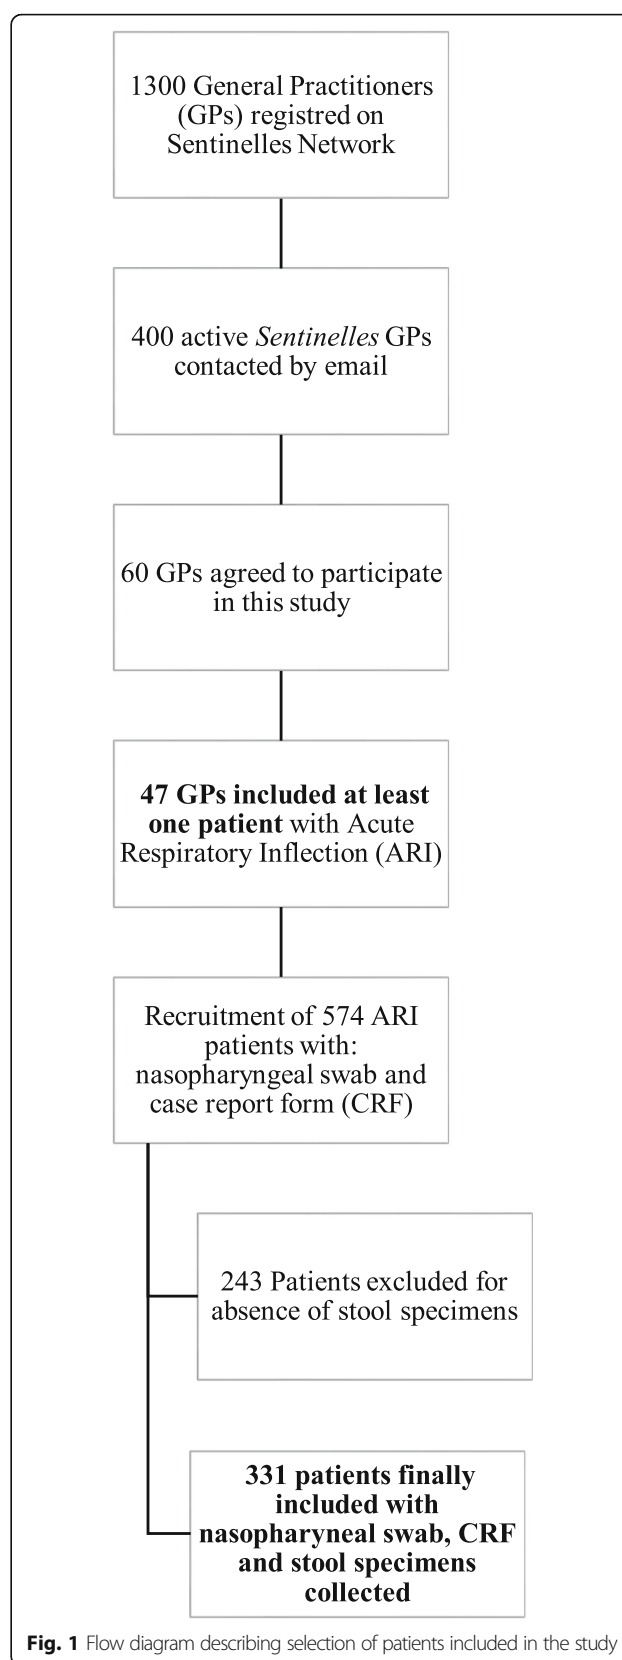 1300 General Practitioners
(GPs) registred on
Sentinelles Network
400 active Sentinelles GPs
contacted by email
60 GPs agreed to participate
in this study
47 GPs included at least
one patient with Acute
Respiratory Inflection (ARI)
Recruitment of 574 ARI
patients with:
nasopharyngeal swab and
case report form (CRF)
243 Patients excluded for
absence of stool specimens
331 patients finally
included with
nasopharyneal swab, CRF
and stool specimens
collected
Fig. 1 Flow diagram describing selection of patients included in the study